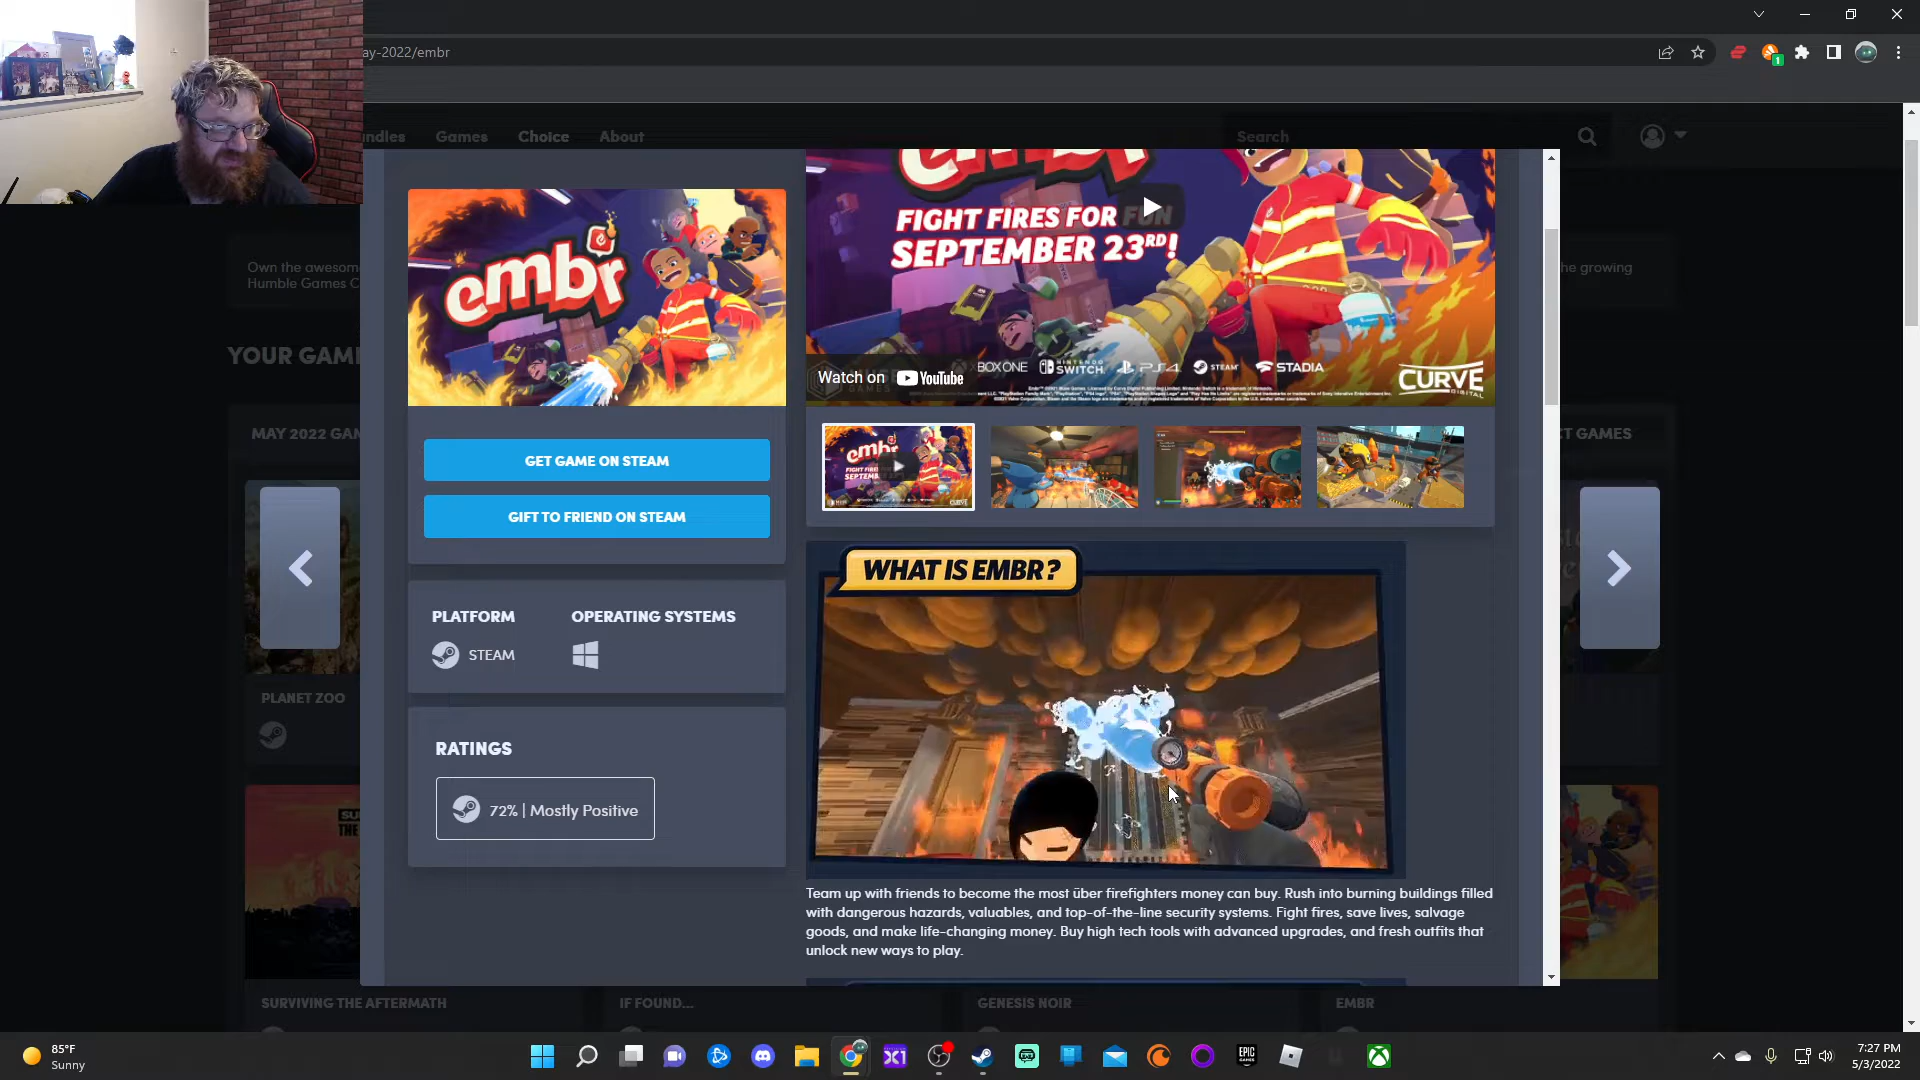 ay-2022/embr
ndles Games Choice About
Search
Own the awesom
Humble Games C
he growing
YOUR GAM
MAY 2022 GAM
CT GAMES
embr
embr
FIGHT FIRES FOR FUN
SEPTEMBER 23RD!
Watch on YouTube
BOX ONE NINTENDO SWITCH PS4 STEAM STADIA
CURVE
DIGITAL
GET GAME ON STEAM
GIFT TO FRIEND ON STEAM
PLATFORM OPERATING SYSTEMS
STEAM
RATINGS
72% | Mostly Positive
WHAT IS EMBR?
Team up with friends to become the most über firefighters money can buy. Rush into burning buildings filled
with dangerous hazards, valuables, and top-of-the-line security systems. Fight fires, save lives, salvage
goods, and make life-changing money. Buy high tech tools with advanced upgrades, and fresh outfits that
unlock new ways to play.
PLANET ZOO
SURVIVING THE AFTERMATH
IF FOUND...
GENESIS NOIR
EMBR
85°F
Sunny
7:27 PM
5/3/2022